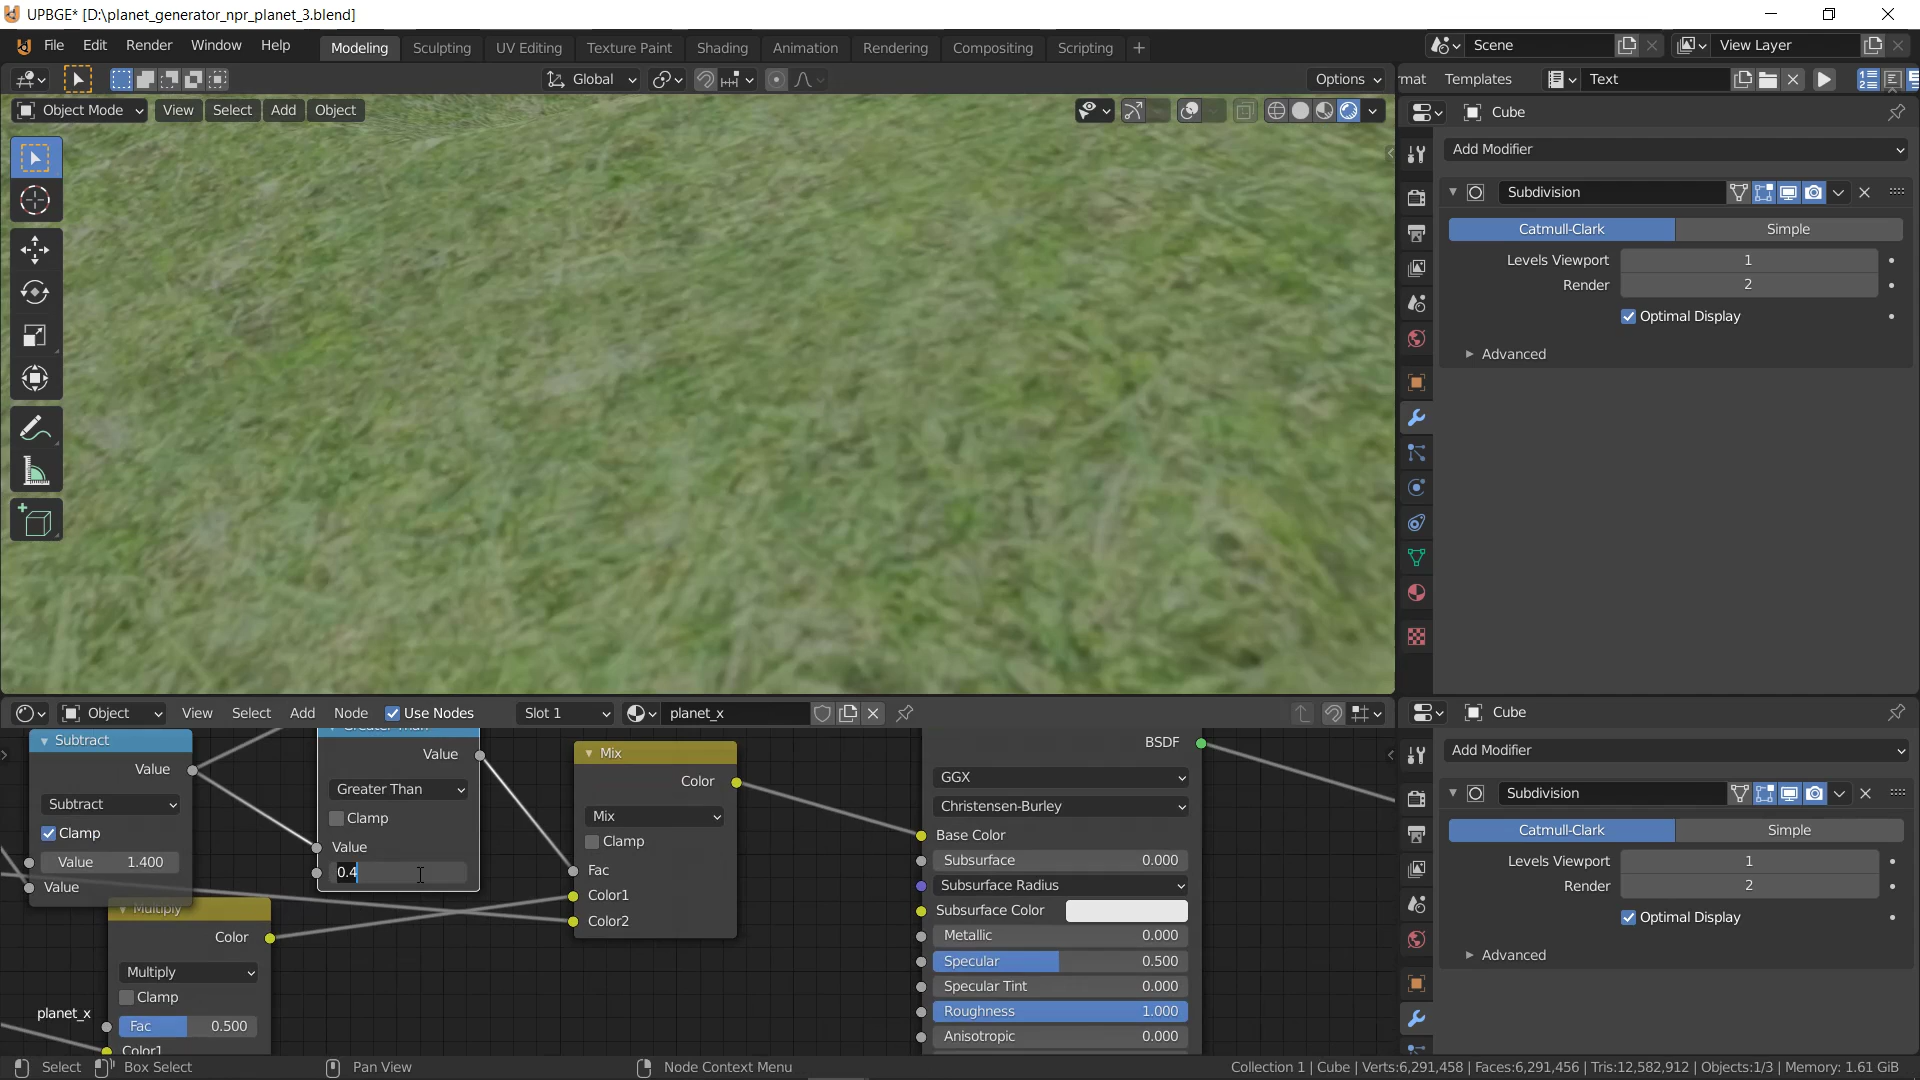 UPBGE* [D:\planet_generator_npr_planet_3.blend]
File Edit Render Window Help Modeling Sculpting UV Editing Texture Paint Shading Animation Rendering Compositing Scripting + Scene View Layer
Global Options mat Templates Text
Object Mode View Select Add Object Cube
Add Modifier
Subdivision
Catmull-Clark Simple
Levels Viewport 1
Render 2
Optimal Display
Advanced
Object View Select Add Node Use Nodes Slot 1 planet_x Cube
Subtract
Value
Subtract
Clamp
Value 1.400
Value
Greater Than
Value
Greater Than
Clamp
Value
0.4
Multiply
Color
Multiply
Clamp
Fac 0.500
Color1
planet_x
Mix
Color
Mix
Clamp
Fac
Color1
Color2
BSDF
GGX
Christensen-Burley
Base Color
Subsurface 0.000
Subsurface Radius
Subsurface Color
Metallic 0.000
Specular 0.500
Specular Tint 0.000
Roughness 1.000
Anisotropic 0.000
Add Modifier
Subdivision
Catmull-Clark Simple
Levels Viewport 1
Render 2
Optimal Display
Advanced
Select Box Select Pan View Node Context Menu Collection 1 | Cube | Verts:6,291,458 | Faces:6,291,456 | Tris:12,582,912 | Objects:1/3 | Memory: 1.61 GiB